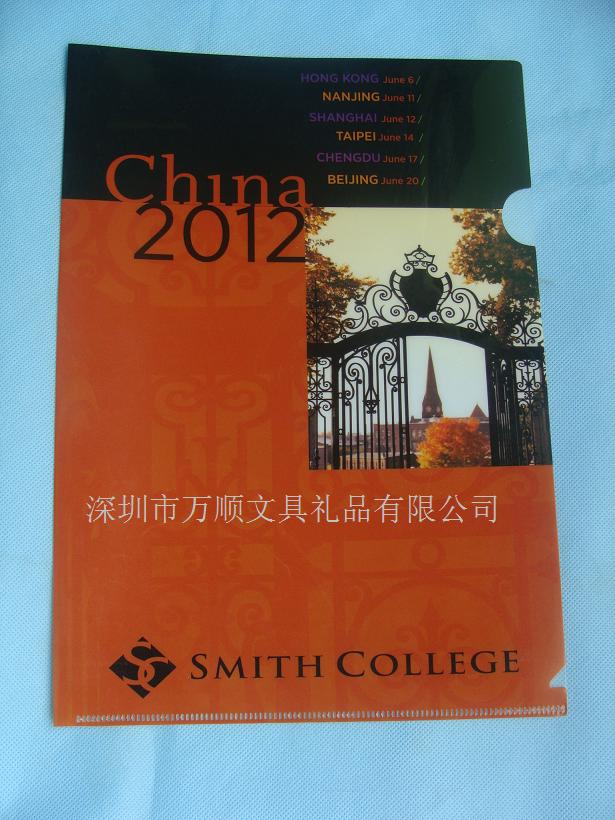 HONG KONG June 6 /
NANJING June 11 /
SHANGHAI June 12 /
TAIPEI June 14 /
CHENGDU June 17 /
BEIJING June 20 /
China
2012
深圳市万顺文具礼品有限公司
SC SMITH COLLEGE